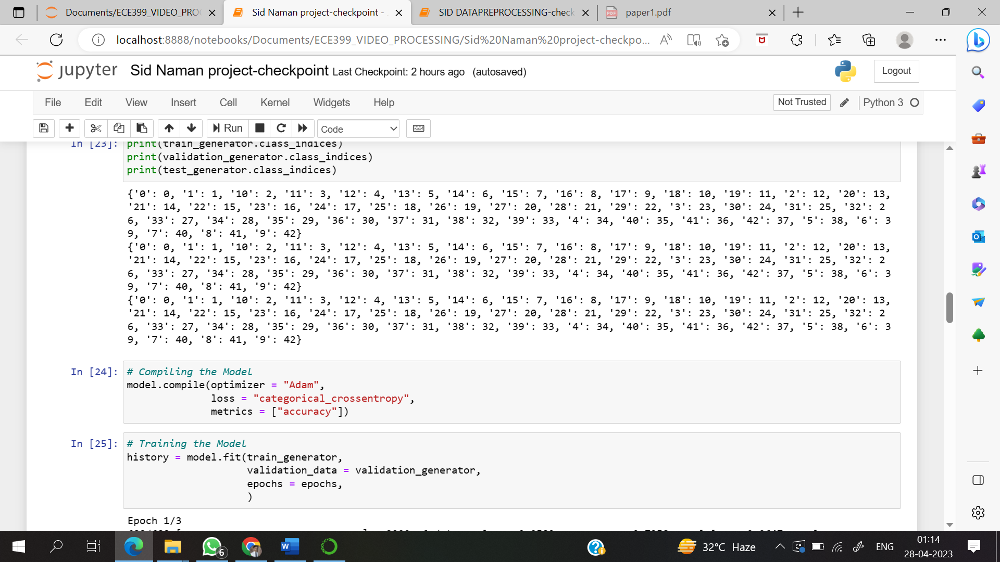 Documents/ECE399_VIDEO_PRO
Sid Naman project-checkpoint -
SID DATAPREPROCESSING-check
paper1.pdf
localhost:8888/notebooks/Documents/ECE399_VIDEO_PROCESSING/Sid%20Naman%20project-checkpo...
jupyter Sid Naman project-checkpoint Last Checkpoint: 2 hours ago (autosaved)
Logout
File Edit View Insert Cell Kernel Widgets Help
Not Trusted
Python 3
Run
Code
In [23]: print(train_generator.class_indices)
print(validation_generator.class_indices)
print(test_generator.class_indices)
{'0': 0, '1': 1, '10': 2, '11': 3, '12': 4, '13': 5, '14': 6, '15': 7, '16': 8, '17': 9, '18': 10, '19': 11, '2': 12, '20': 13,
'21': 14, '22': 15, '23': 16, '24': 17, '25': 18, '26': 19, '27': 20, '28': 21, '29': 22, '3': 23, '30': 24, '31': 25, '32': 2
6, '33': 27, '34': 28, '35': 29, '36': 30, '37': 31, '38': 32, '39': 33, '4': 34, '40': 35, '41': 36, '42': 37, '5': 38, '6': 3
9, '7': 40, '8': 41, '9': 42}
{'0': 0, '1': 1, '10': 2, '11': 3, '12': 4, '13': 5, '14': 6, '15': 7, '16': 8, '17': 9, '18': 10, '19': 11, '2': 12, '20': 13,
'21': 14, '22': 15, '23': 16, '24': 17, '25': 18, '26': 19, '27': 20, '28': 21, '29': 22, '3': 23, '30': 24, '31': 25, '32': 2
6, '33': 27, '34': 28, '35': 29, '36': 30, '37': 31, '38': 32, '39': 33, '4': 34, '40': 35, '41': 36, '42': 37, '5': 38, '6': 3
9, '7': 40, '8': 41, '9': 42}
{'0': 0, '1': 1, '10': 2, '11': 3, '12': 4, '13': 5, '14': 6, '15': 7, '16': 8, '17': 9, '18': 10, '19': 11, '2': 12, '20': 13,
'21': 14, '22': 15, '23': 16, '24': 17, '25': 18, '26': 19, '27': 20, '28': 21, '29': 22, '3': 23, '30': 24, '31': 25, '32': 2
6, '33': 27, '34': 28, '35': 29, '36': 30, '37': 31, '38': 32, '39': 33, '4': 34, '40': 35, '41': 36, '42': 37, '5': 38, '6': 3
9, '7': 40, '8': 41, '9': 42}
In [24]: # Compiling the Model
model.compile(optimizer = "Adam",
loss = "categorical_crossentropy",
metrics = ["accuracy"])
In [25]: # Training the Model
history = model.fit(train_generator,
validation_data = validation_generator,
epochs = epochs,
)
Epoch 1/3
6
32°C Haze
ENG
01:14
28-04-2023